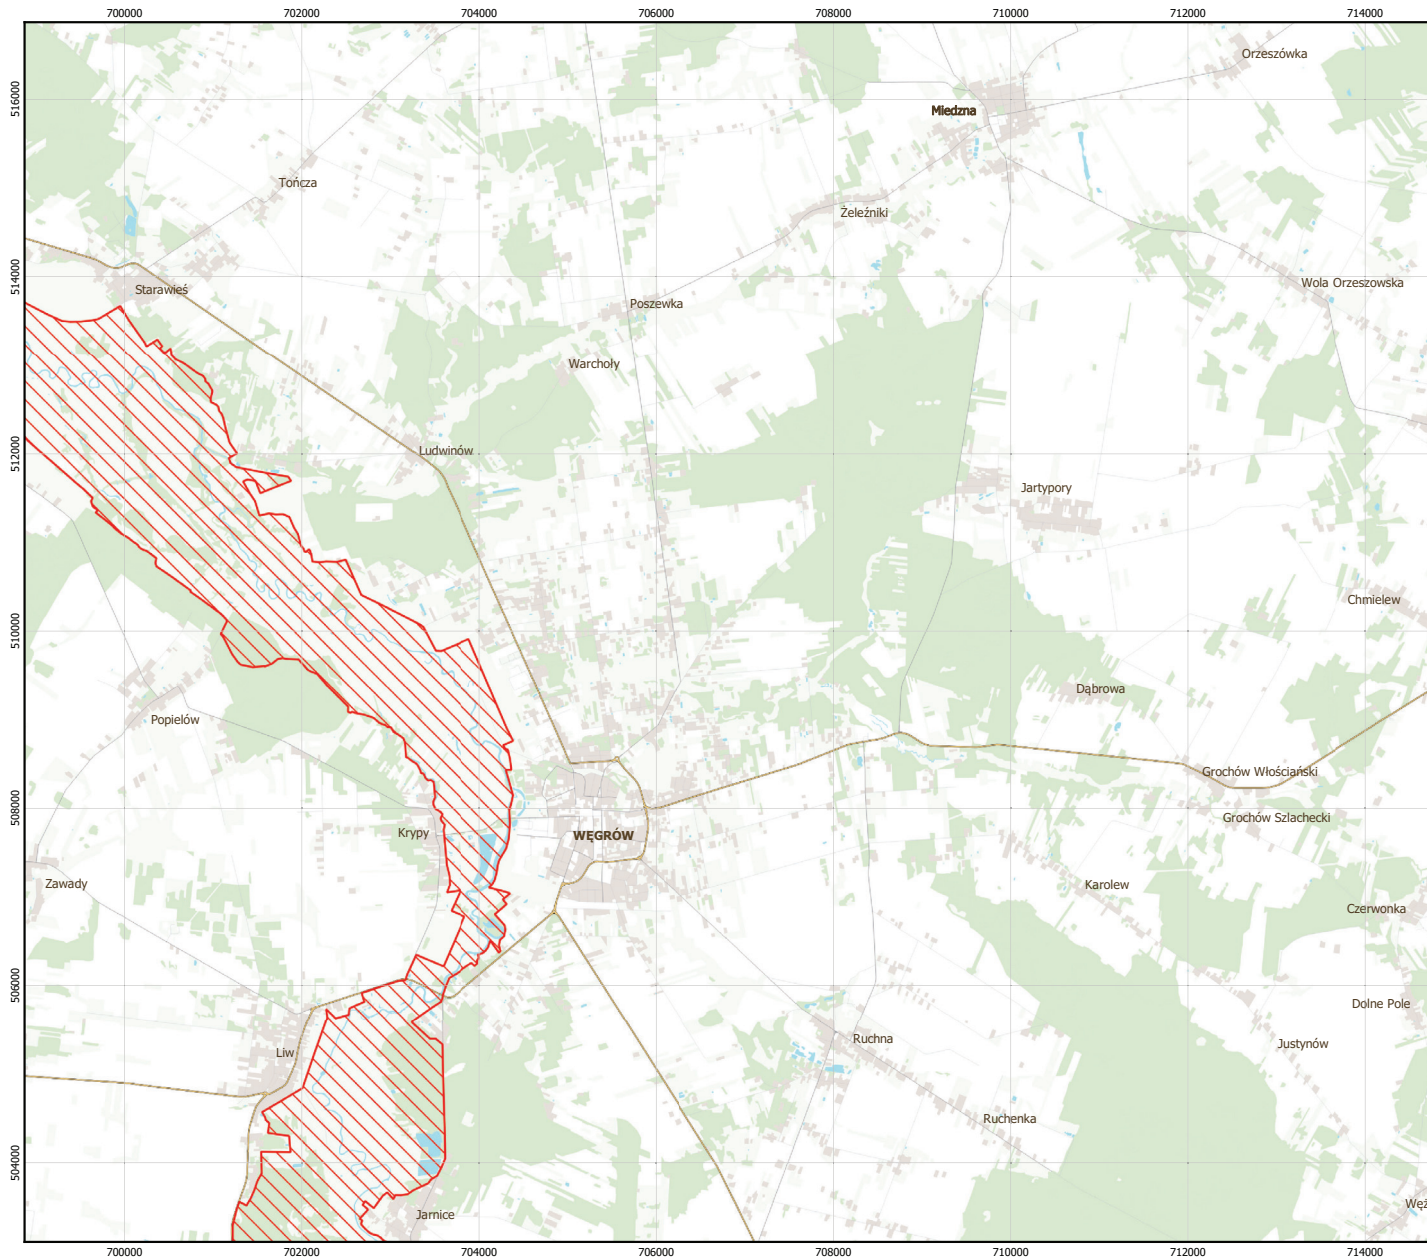 700000 702000 704000 706000 708000 710000 712000 714000
Orzeszówka
516000
Miedzna
Tończa
Żeleźniki
514000
Starawieś
Wola Orzeszowska
Poszewka
Warchoły
512000
Ludwinów
Jartypory
Chmielew
510000
Dąbrowa
Popielów
Grochów Włościański
508000
Grochów Szlachecki
Krypy
WĘGRÓW
Zawady
Karolew
Czerwonka
506000
Dolne Pole
Ruchna
Justynów
Liw
Ruchenka
504000
Węż
Jarnice
700000 702000 704000 706000 708000 710000 712000 714000